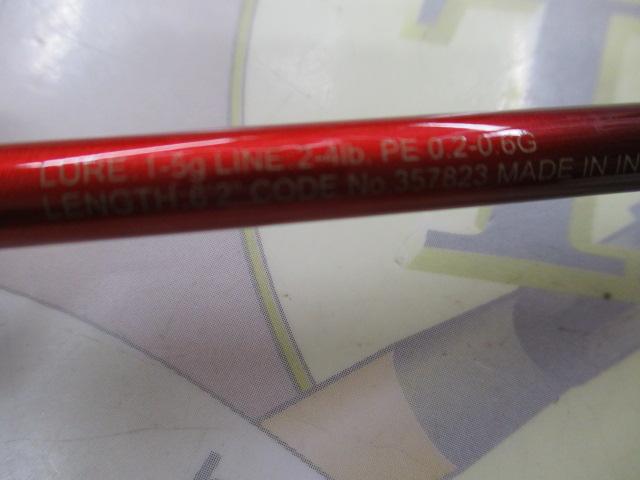 LURE 1-5g LINE 2-4lb. PE 0.2-0.6G
LENGTH 6'2" CODE No.357823 MADE IN IN